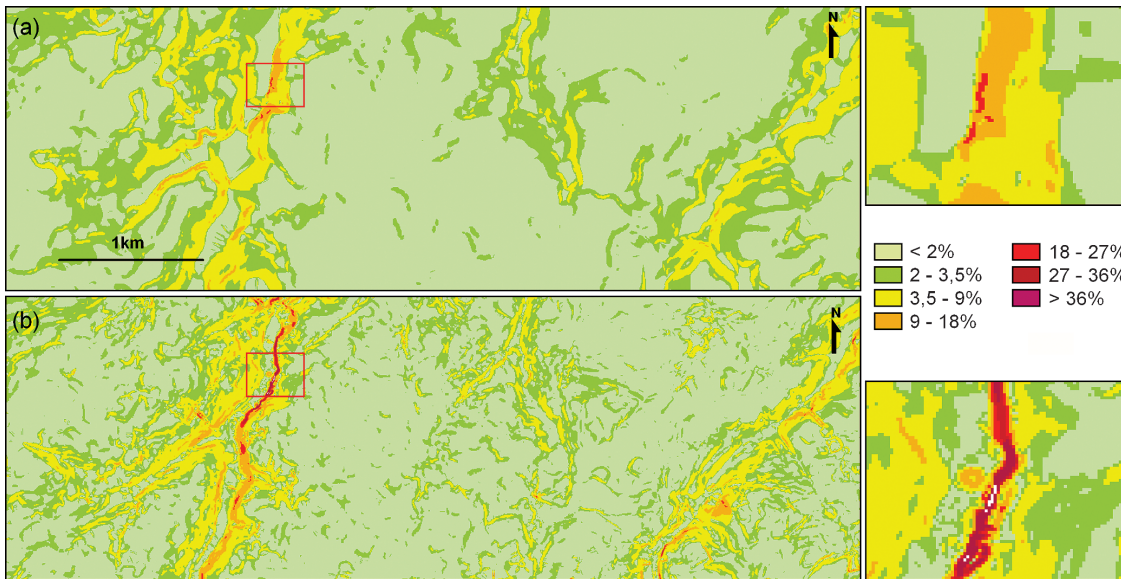 (a)
N
1km
< 2%
2 - 3,5%
3,5 - 9%
9 - 18%
18 - 27%
27 - 36%
> 36%
(b)
N